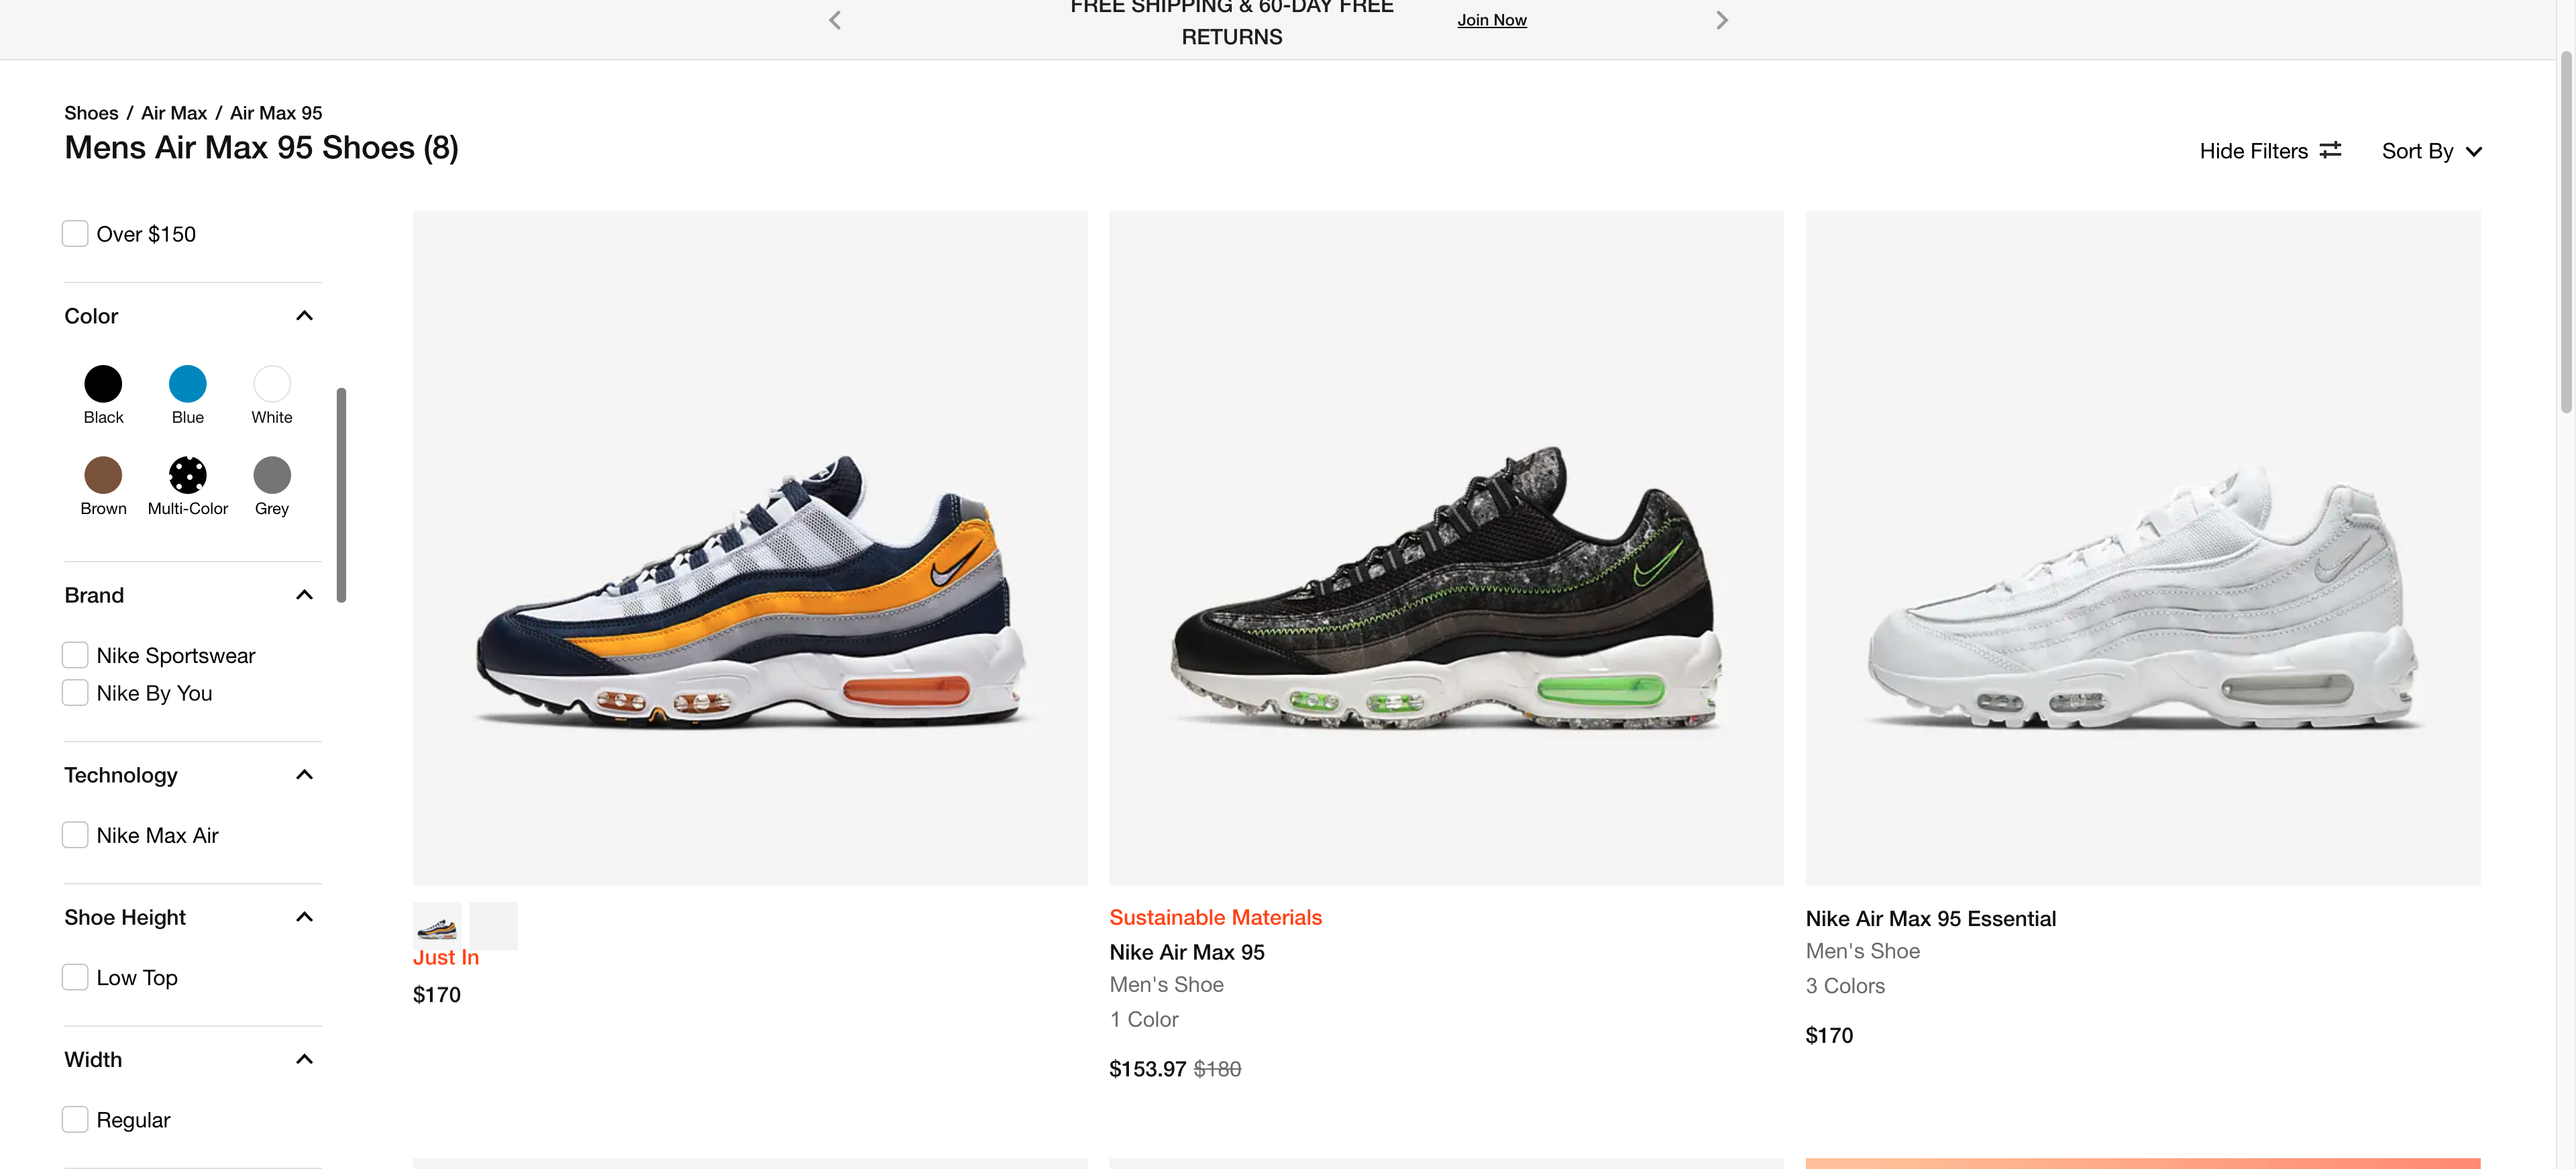 FREE SHIPPING & 60-DAY FREE
RETURNS
Join Now
Shoes / Air Max / Air Max 95
Mens Air Max 95 Shoes (8)
Hide Filters
Sort By
Over $150
Color
Black
Blue
White
Brown
Multi-Color
Grey
Brand
Nike Sportswear
Nike By You
Technology
Nike Max Air
Shoe Height
Low Top
Width
Regular
Just In
$170
Sustainable Materials
Nike Air Max 95
Men's Shoe
1 Color
$153.97 $180
Nike Air Max 95 Essential
Men's Shoe
3 Colors
$170